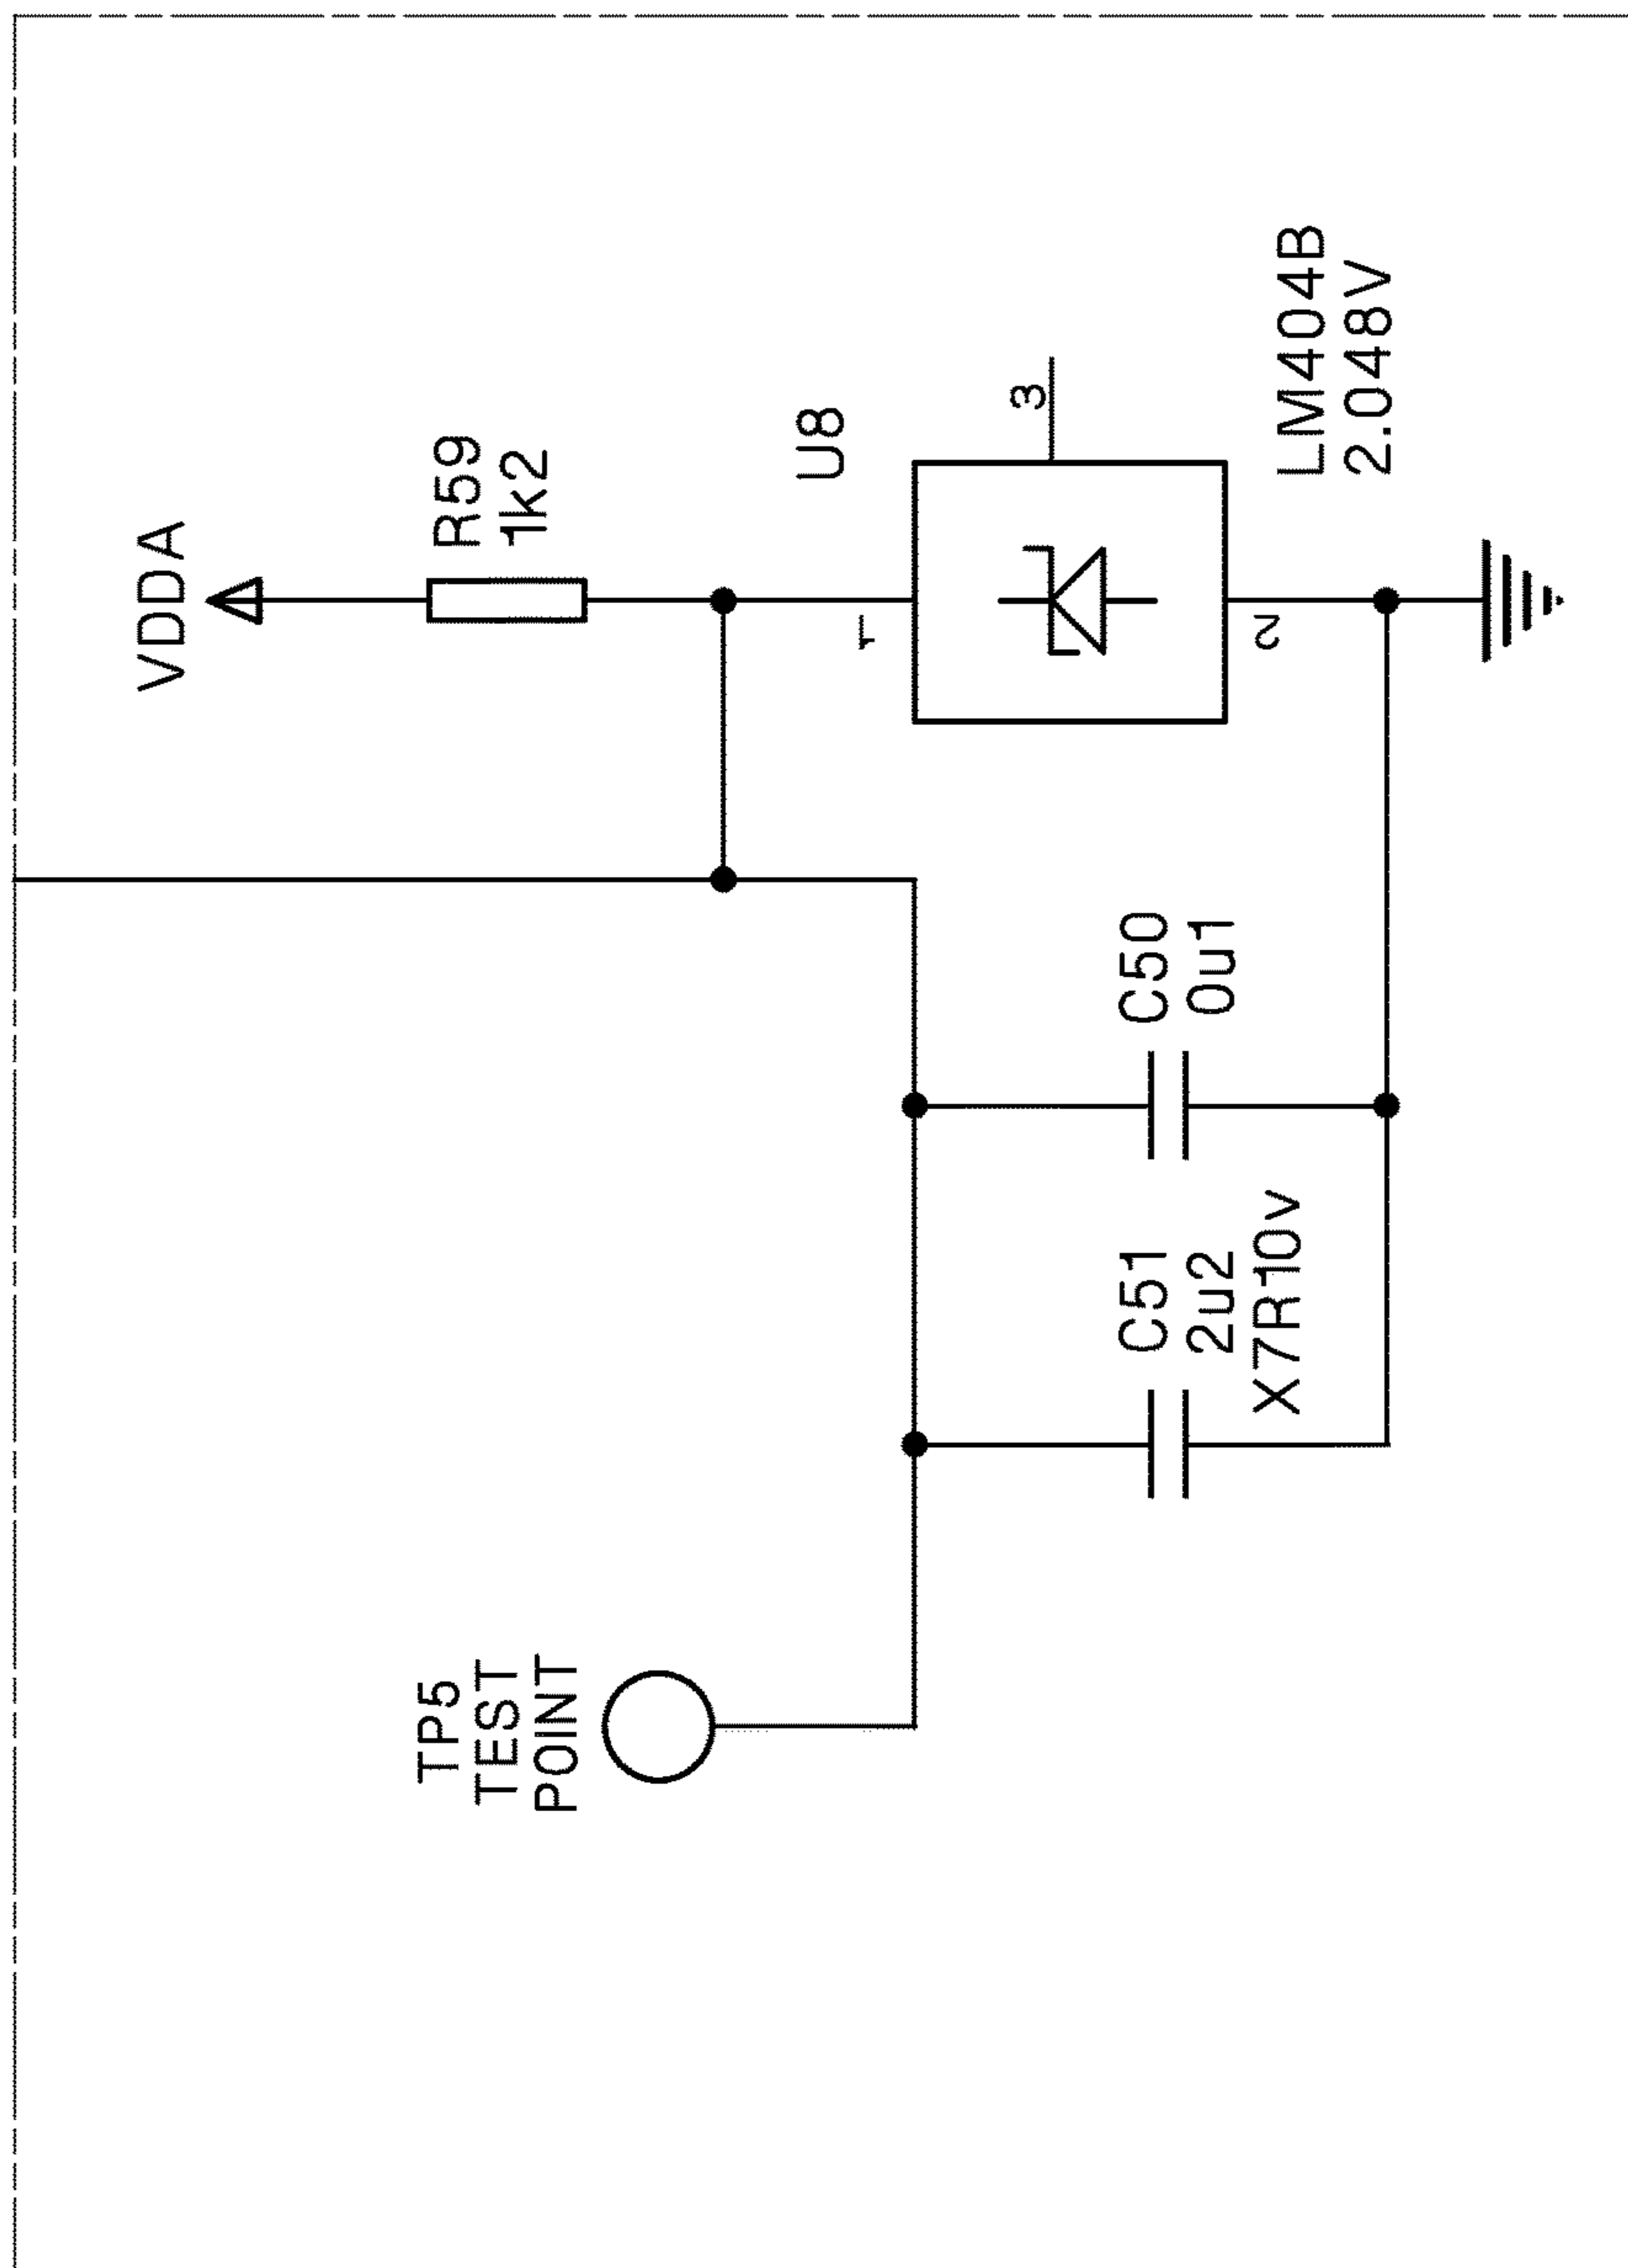 VDDA
R59
1k2
U8
1
3
2
LM404B
2.048V
C50
0u1
C51
2u2
X7R10v
TP5
TEST
POINT